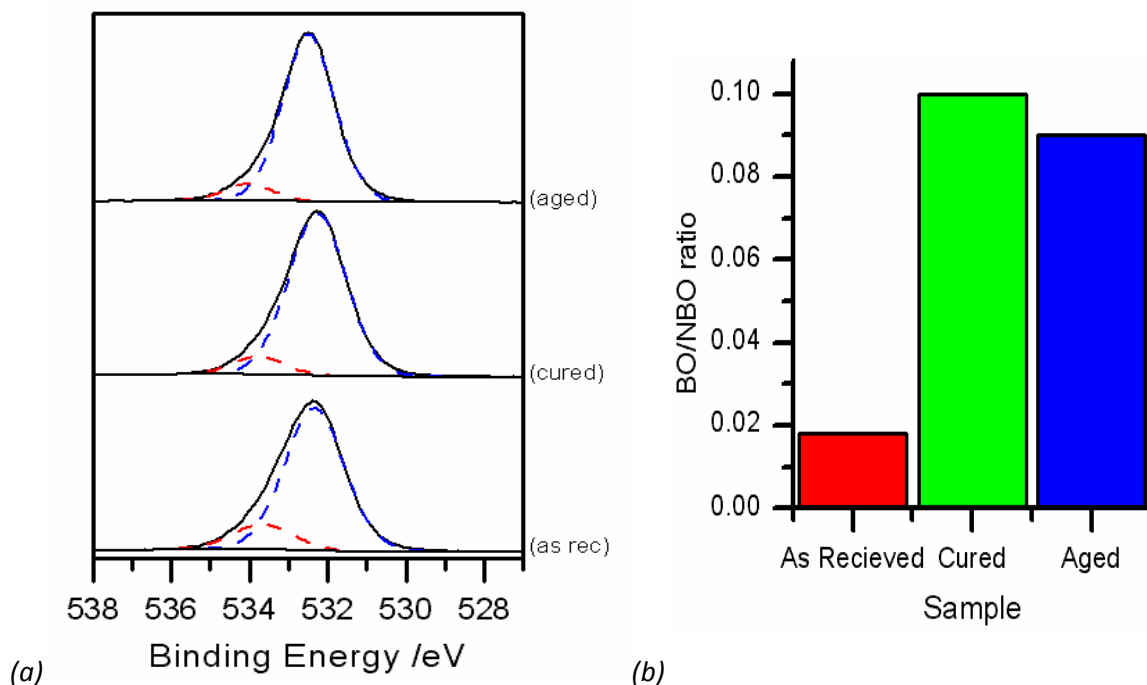 (aged)
(cured)
(as rec)
538 536 534 532 530 528
Binding Energy /eV
(a)
BO/NBO ratio
0.10
0.08
0.06
0.04
0.02
0.00
As Recieved Cured Aged
Sample
(b)